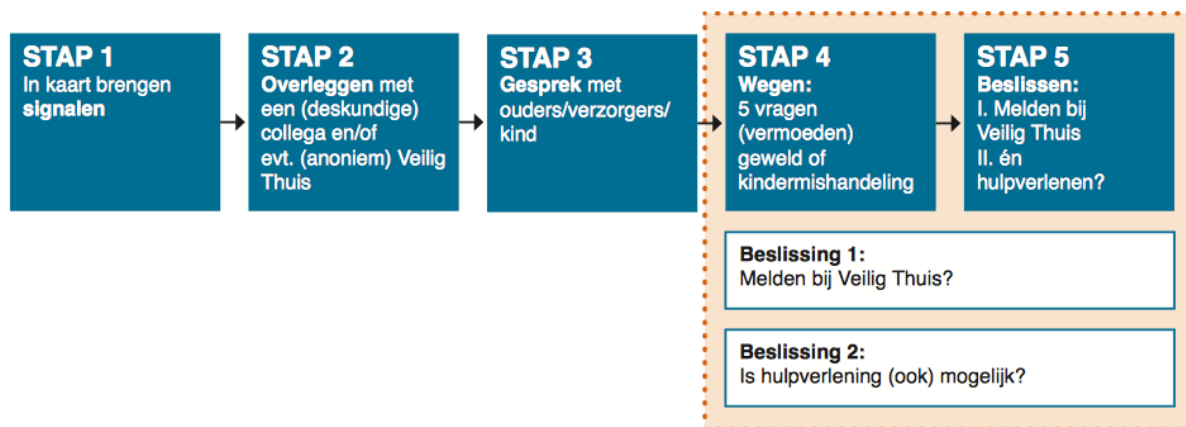 STAP 1
In kaart brengen
signalen
STAP 2
Overleggen met
een (deskundige)
collega en/of
evt. (anoniem) Veilig
Thuis
STAP 3
Gesprek met
ouders/verzorgers/
kind
STAP 4
Wegen:
5 vragen
(vermoeden)
geweld of
kindermishandeling
STAP 5
Beslissen:
I. Melden bij
Veilig Thuis
II. én
hulpverlenen?
Beslissing 1:
Melden bij Veilig Thuis?
Beslissing 2:
Is hulpverlening (ook) mogelijk?